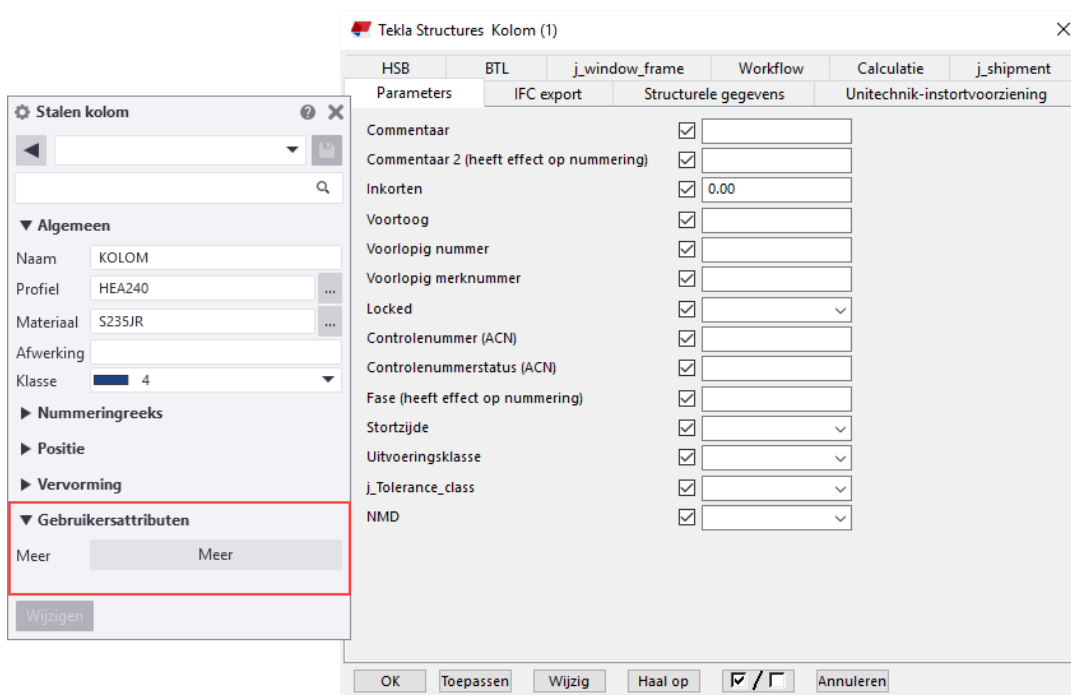 Stalen kolom
Algemeen
Naam KOLOM
Profiel HEA240 ...
Materiaal S235JR ...
Afwerking
Klasse 4
Nummeringreeks
Positie
Vervorming
Gebruikersattributen
Meer Meer
Wijzigen
Tekla Structures Kolom (1)
HSB BTL j_window_frame Workflow Calculatie j_shipment
Parameters IFC export Structurele gegevens Unitechnik-instortvoorziening
Commentaar
Commentaar 2 (heeft effect op nummering)
Inkorten 0.00
Voortoog
Voorlopig nummer
Voorlopig merknummer
Locked
Controlenummer (ACN)
Controlenummerstatus (ACN)
Fase (heeft effect op nummering)
Stortzijde
Uitvoeringsklasse
j_Tolerance_class
NMD
OK Toepassen Wijzig Haal op / Annuleren